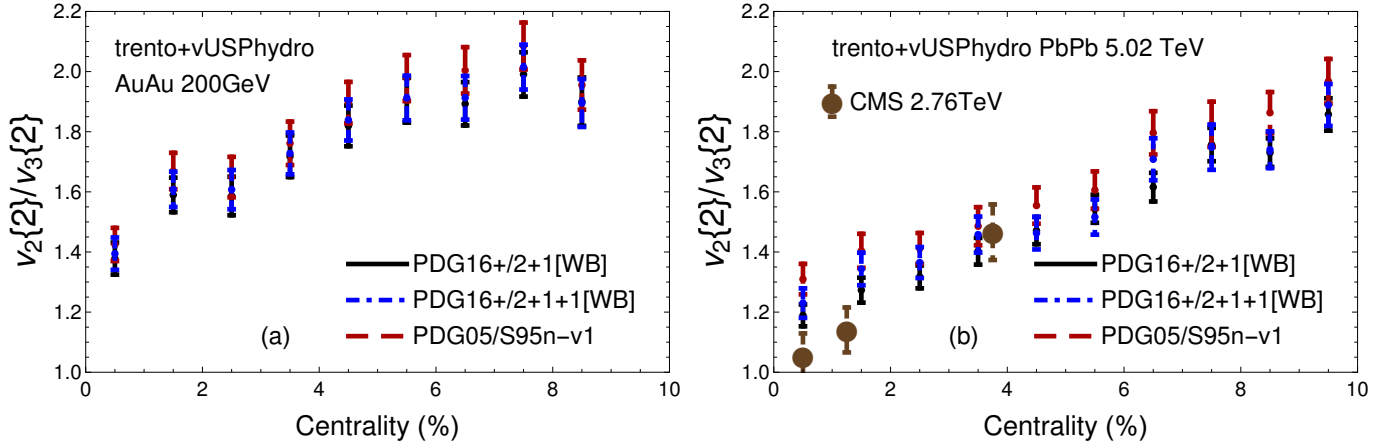 trento+vUSPhydro
AuAu 200GeV
PDG16+/2+1[WB]
PDG16+/2+1+1[WB]
PDG05/S95n−v1
(a)
v2{2}/v3{2}
2.2
2.0
1.8
1.6
1.4
1.2
1.0
0 2 4 6 8 10
Centrality (%)
trento+vUSPhydro PbPb 5.02 TeV
CMS 2.76TeV
PDG16+/2+1[WB]
PDG16+/2+1+1[WB]
PDG05/S95n−v1
(b)
v2{2}/v3{2}
2.2
2.0
1.8
1.6
1.4
1.2
1.0
0 2 4 6 8 10
Centrality (%)